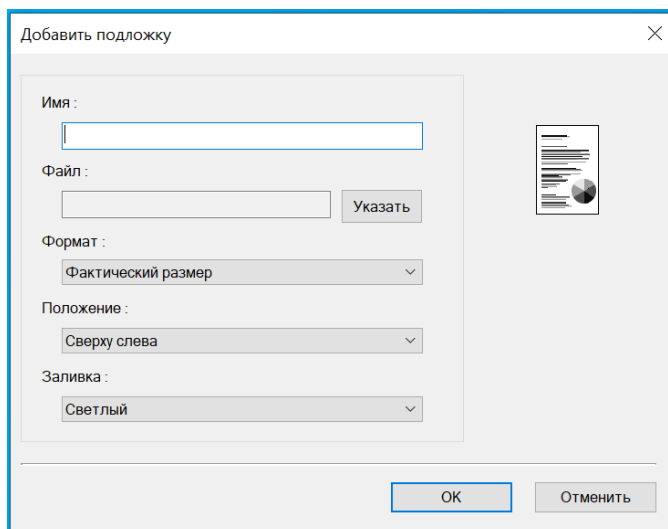 Добавить подложку
Имя :
Файл :
Указать
Формат :
Фактический размер
Положение :
Сверху слева
Заливка :
Светлый
OK
Отменить